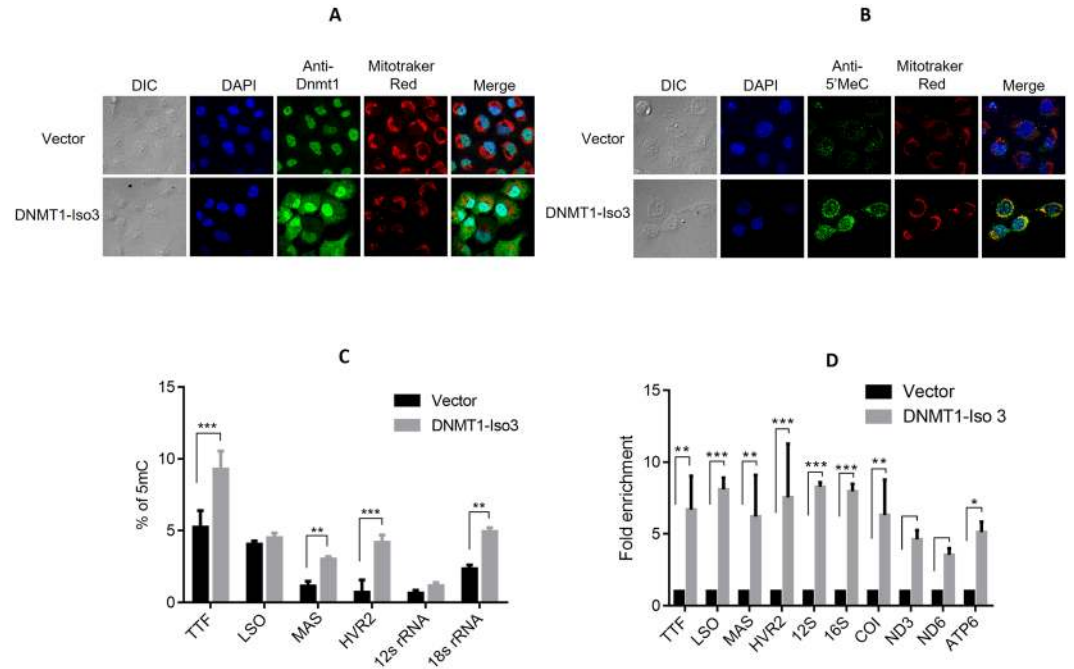 A
Anti-
Dnmt1
Mitotraker
Red
DIC
DAPI
Merge
Vector
DNMT1-Iso3
B
Anti-
5'MeC
Mitotraker
Red
DIC
DAPI
Merge
Vector
DNMT1-Iso3
C
15
10
5
0
% of 5mC
Vector
DNMT1-Iso3
***
**
***
**
TTF
LSO
MAS
HVR2
12s rRNA
18s rRNA
D
15
10
5
0
Fold enrichment
Vector
DNMT1-Iso 3
**
***
**
***
***
***
**
*
TTF
LSO
MAS
HVR2
12S
16S
COI
ND3
ND6
ATP6